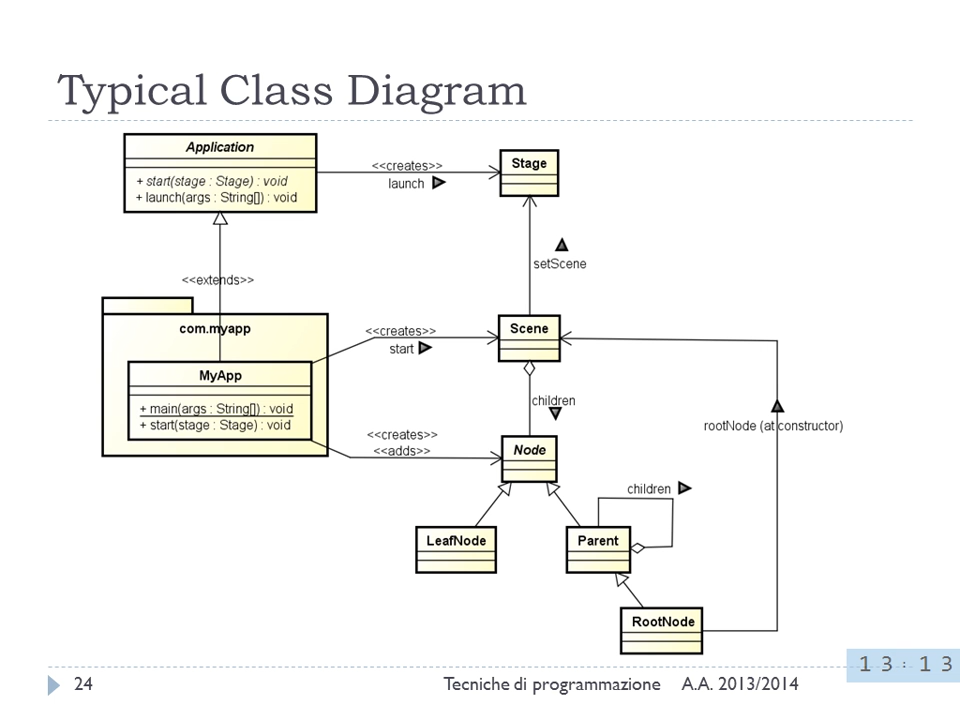 Typical Class Diagram
Application
+ start(stage : Stage) : void
+ launch(args : String[]) : void
<<creates>>
launch
Stage
setScene
<<extends>>
com.myapp
MyApp
+ main(args : String[]) : void
+ start(stage : Stage) : void
<<creates>>
start
Scene
children
rootNode (at constructor)
<<creates>>
<<adds>>
Node
children
LeafNode
Parent
RootNode
13:13
24
Tecniche di programmazione
A.A. 2013/2014